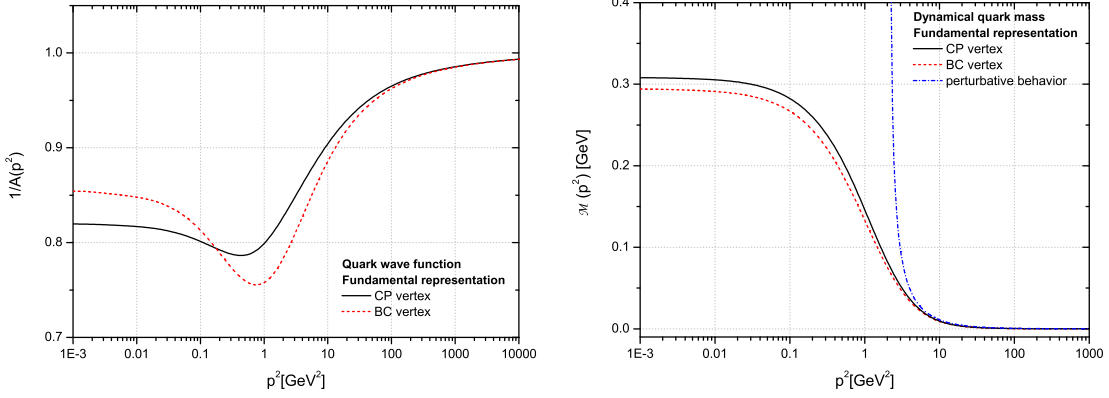 1.0
0.9
0.8
0.7
1/A(p²)
Quark wave function
Fundamental representation
CP vertex
BC vertex
1E-3 0.01 0.1 1 10 100 1000 10000
p²[GeV²]
0.4
0.3
0.2
0.1
0.0
ℳ (p²) [GeV]
Dynamical quark mass
Fundamental representation
CP vertex
BC vertex
perturbative behavior
1E-3 0.01 0.1 1 10 100 1000
p²[GeV²]